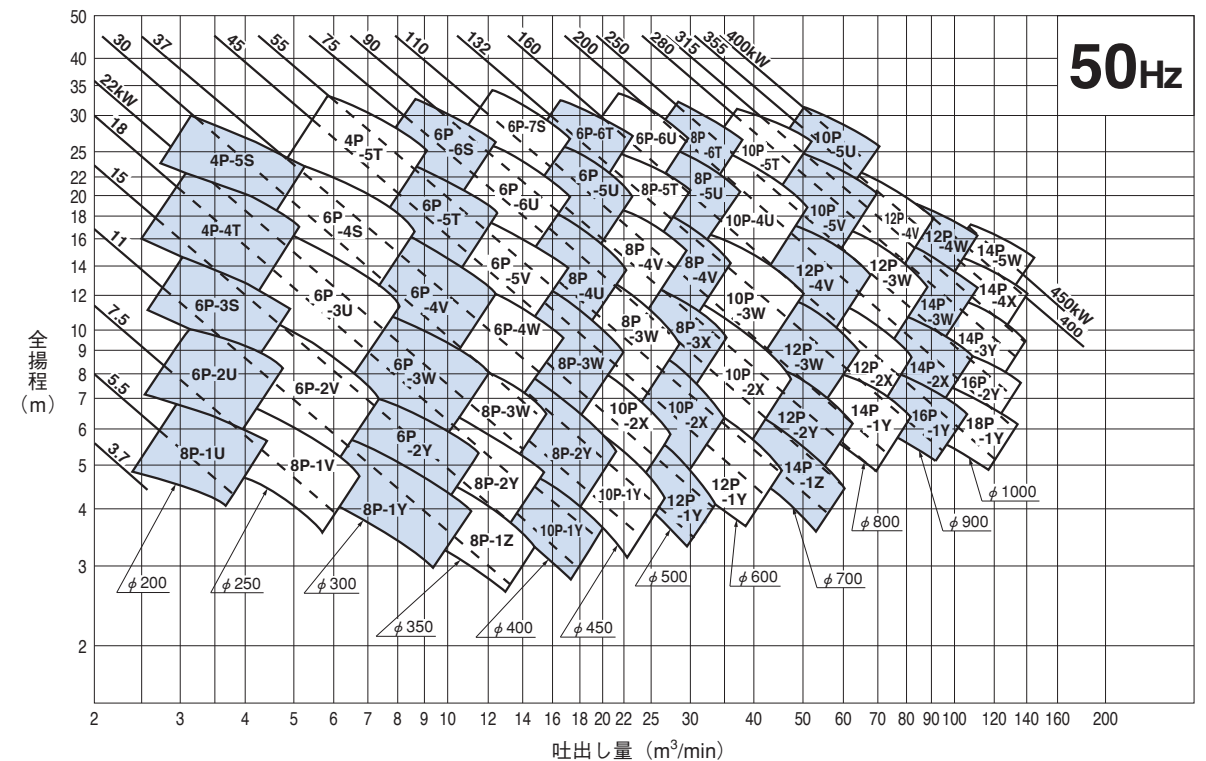 50Hz
50
40
35
30
25
22
20
18
16
14
12
10
9
8
7
6
5
4
3
2
全揚程
（m）
30
37
45
55
75
90
110
132
160
200
250
280
315
355
400kW
22kW
18
15
11
7.5
5.5
3.7
450kW
400
4P-5S
4P
-5T
6P
-6S
6P-7S
6P-6T
6P-6U
8P
-6T
10P
-5T
10P
-5U
4P-4T
6P
-4S
6P
-5T
6P
-6U
6P
-5U
8P-5T
8P
-5U
10P-4U
10P
-5V
12P
-4V
12P
-4W
14P
-5W
6P-3S
6P
-3U
6P
-4V
6P
-5V
8P
-4U
8P
-4V
8P
-4V
10P
-3W
12P
-4V
12P
-3W
14P
-3W
14P
-4X
6P-2U
6P-2V
6P
-3W
6P-4W
8P-3W
8P
-3W
8P
-3X
10P
-2X
12P
-3W
12P
-2X
14P
-2X
14P
-3Y
16P
-2Y
8P-1U
8P-1V
6P
-2Y
8P-3W
8P-2Y
10P
-2X
10P
-2X
12P
-2Y
14P
-1Y
16P
-1Y
18P
-1Y
8P-1Y
8P-2Y
10P-1Y
12P
-1Y
12P
-1Y
14P
-1Z
8P-1Z
10P-1Y
φ200
φ250
φ300
φ350
φ400
φ450
φ500
φ600
φ700
φ800
φ900
φ1000
2 3 4 5 6 7 8 9 10 12 14 16 18 20 22 25 30 40 50 60 70 80 90 100 120 140 160 200
吐出し量（m³/min）